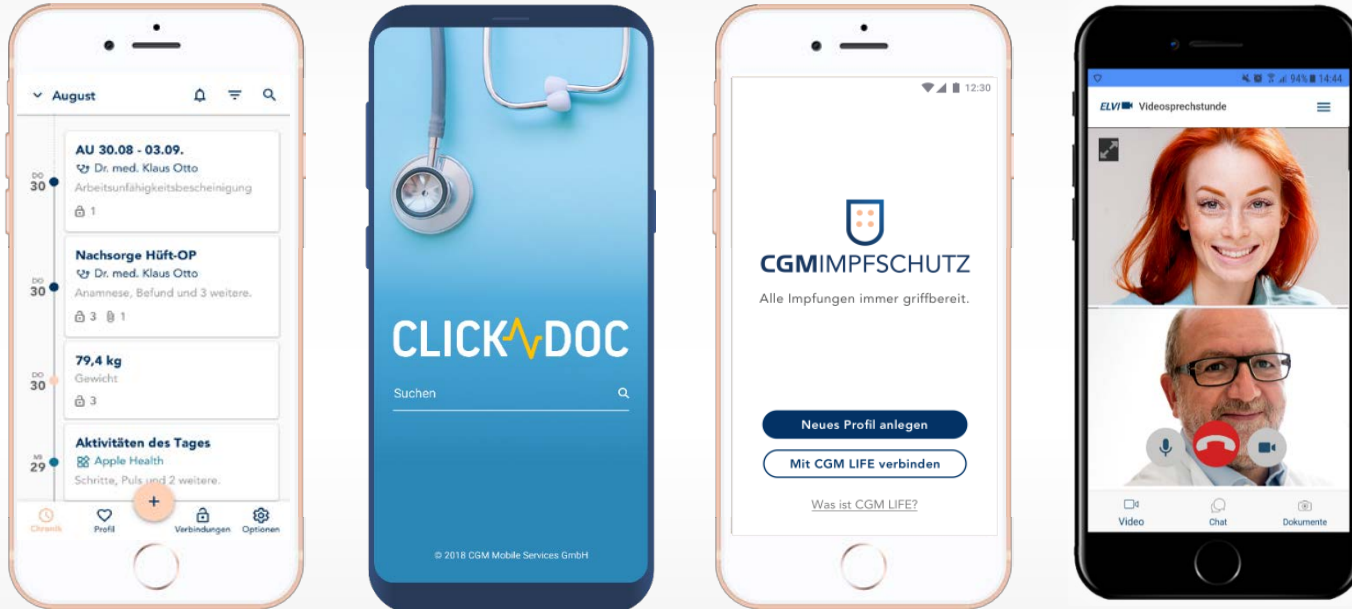 August
DO
30
AU 30.08 - 03.09.
Dr. med. Klaus Otto
Arbeitsunfähigkeitsbescheinigung
1
DO
30
Nachsorge Hüft-OP
Dr. med. Klaus Otto
Anamnese, Befund und 3 weitere.
3 1
DO
30
79,4 kg
Gewicht
3
MI
29
Aktivitäten des Tages
Apple Health
Schritte, Puls und 2 weitere.
+
Chronik Profil Verbindungen Optionen
CLICK DOC
Suchen
© 2018 CGM Mobile Services GmbH
12:30
CGMIMPFSCHUTZ
Alle Impfungen immer griffbereit.
Neues Profil anlegen
Mit CGM LIFE verbinden
Was ist CGM LIFE?
94% 14:44
ELVI Videosprechstunde
Video Chat Dokumente